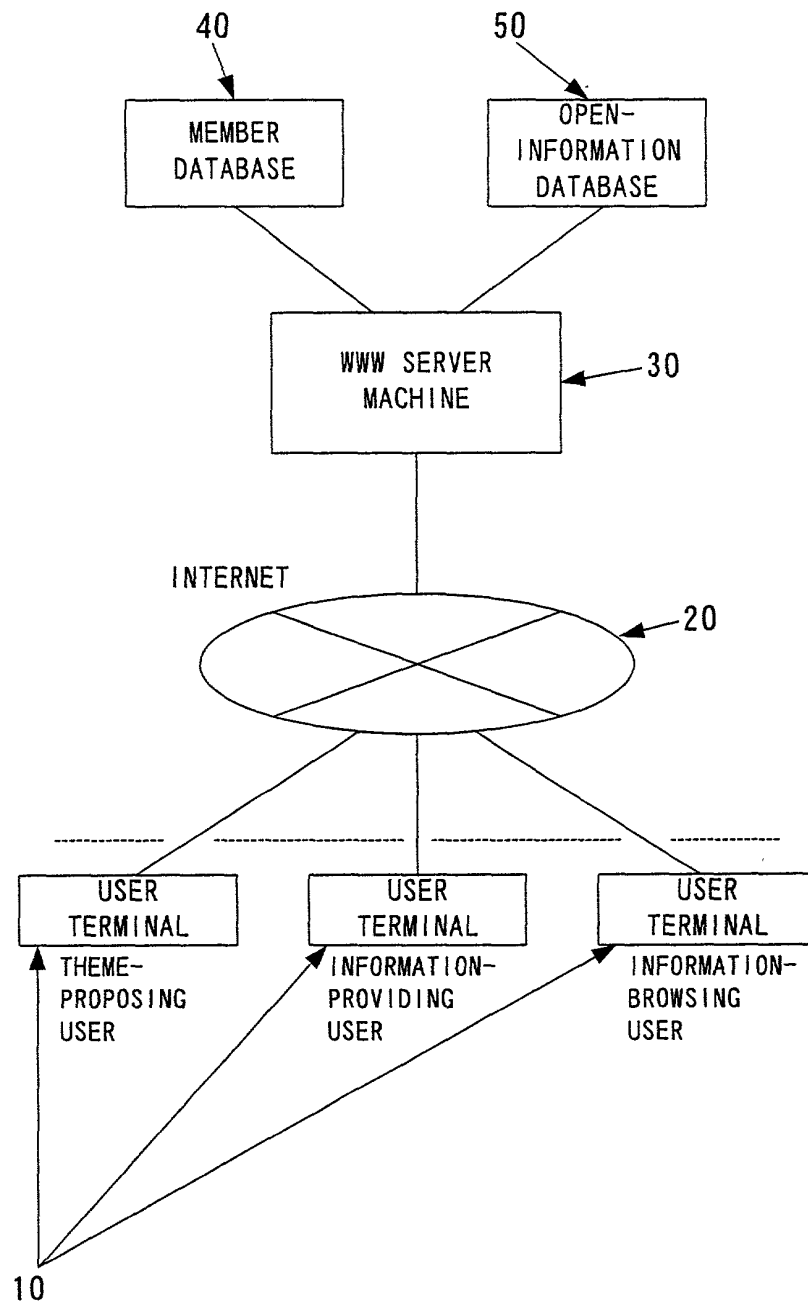 40
50
MEMBER
DATABASE
OPEN-
INFORMATION
DATABASE
WWW SERVER
MACHINE
30
INTERNET
20
USER
TERMINAL
USER
TERMINAL
USER
TERMINAL
THEME-
PROPOSING
USER
INFORMATION-
PROVIDING
USER
INFORMATION-
BROWSING
USER
10